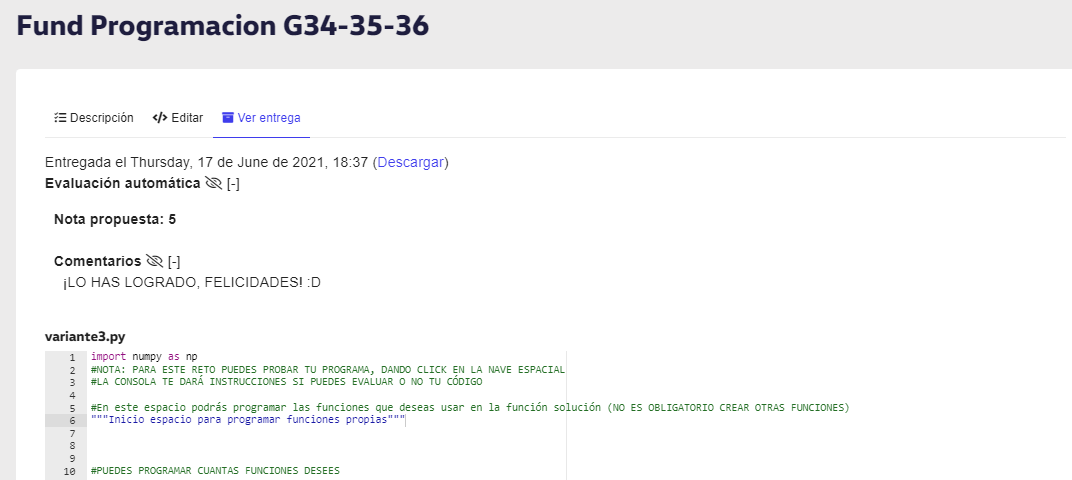 Fund Programacion G34-35-36
Descripción Editar Ver entrega
Entregada el Thursday, 17 de June de 2021, 18:37 (Descargar)
Evaluación automática [-]
Nota propuesta: 5
Comentarios [-]
¡LO HAS LOGRADO, FELICIDADES! :D
variante3.py
1 import numpy as np
2 #NOTA: PARA ESTE RETO PUEDES PROBAR TU PROGRAMA, DANDO CLICK EN LA NAVE ESPACIAL
3 #LA CONSOLA TE DARÁ INSTRUCCIONES SI PUEDES EVALUAR O NO TU CÓDIGO
4
5 #En este espacio podrás programar las funciones que deseas usar en la función solución (NO ES OBLIGATORIO CREAR OTRAS FUNCIONES)
6 """Inicio espacio para programar funciones propias"""
7
8
9
10 #PUEDES PROGRAMAR CUANTAS FUNCIONES DESEES